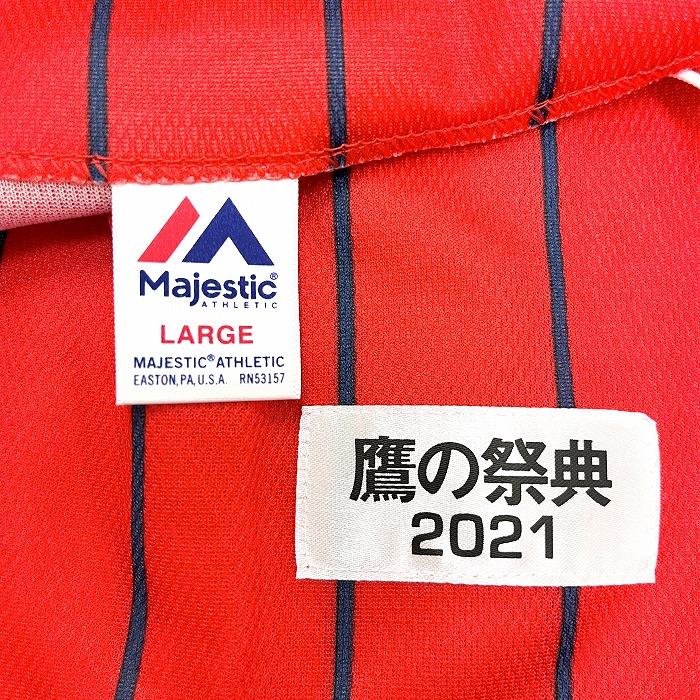 Majestic®
ATHLETIC
LARGE
MAJESTIC® ATHLETIC
EASTON, PA, U.S.A. RN53157
鷹の祭典
2021